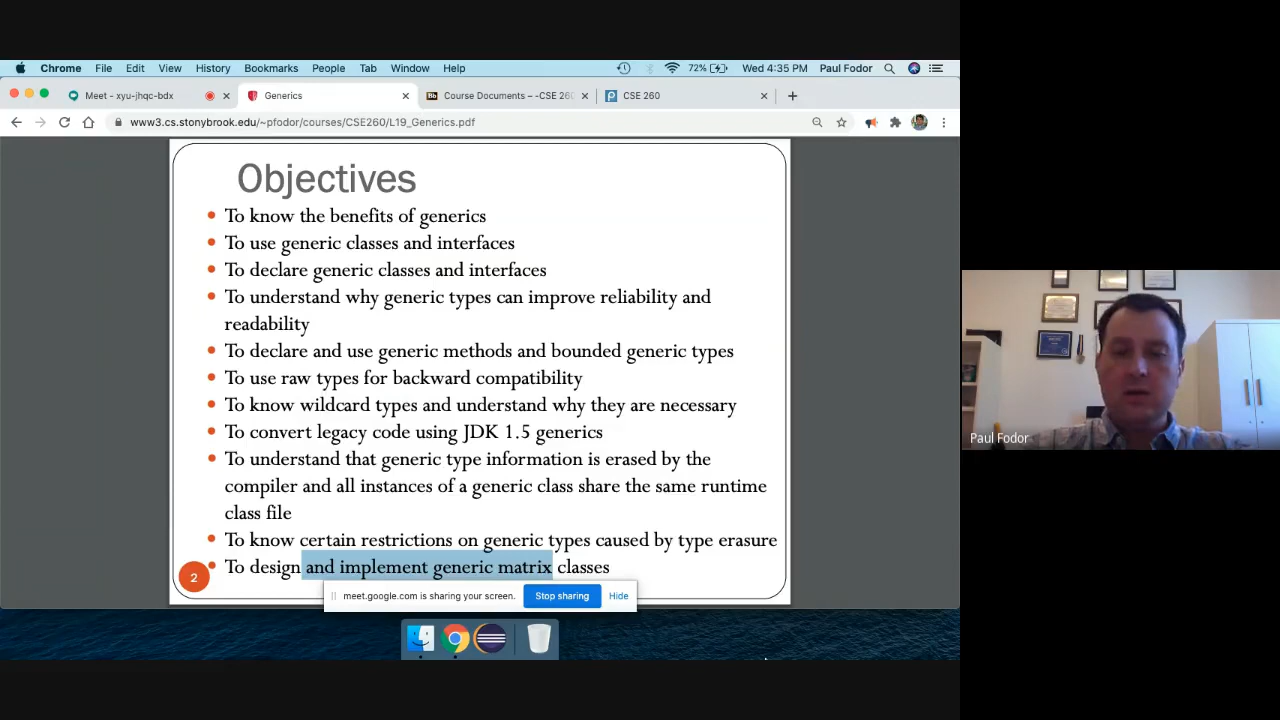 Chrome File Edit View History Bookmarks People Tab Window Help 72% Wed 4:35 PM Paul Fodor
Meet - xyu-jhqc-bdx Generics Course Documents – -CSE 260 CSE 260
www3.cs.stonybrook.edu/~pfodor/courses/CSE260/L19_Generics.pdf
Objectives
• To know the benefits of generics
• To use generic classes and interfaces
• To declare generic classes and interfaces
• To understand why generic types can improve reliability and
readability
• To declare and use generic methods and bounded generic types
• To use raw types for backward compatibility
• To know wildcard types and understand why they are necessary
• To convert legacy code using JDK 1.5 generics
• To understand that generic type information is erased by the
compiler and all instances of a generic class share the same runtime
class file
• To know certain restrictions on generic types caused by type erasure
• To design and implement generic matrix classes
2
meet.google.com is sharing your screen. Stop sharing Hide
Paul Fodor